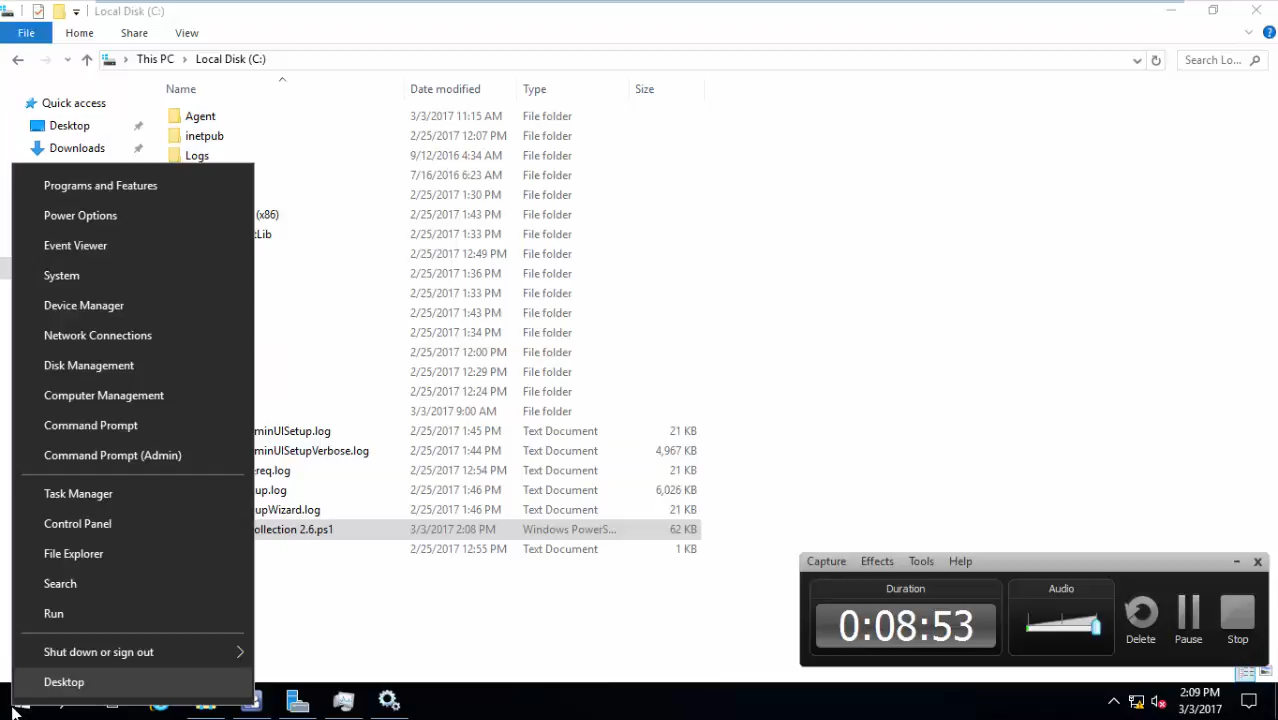 Local Disk (C:)
File Home Share View
This PC Local Disk (C:) Search Lo...
Name Date modified Type Size
Quick access
Desktop
Downloads
Agent 3/3/2017 11:15 AM File folder
inetpub 2/25/2017 12:07 PM File folder
Logs 9/12/2016 4:34 AM File folder
7/16/2016 6:23 AM File folder
2/25/2017 1:30 PM File folder
(x86) 2/25/2017 1:43 PM File folder
tLib 2/25/2017 1:33 PM File folder
2/25/2017 12:49 PM File folder
2/25/2017 1:36 PM File folder
2/25/2017 1:33 PM File folder
2/25/2017 1:43 PM File folder
2/25/2017 1:34 PM File folder
2/25/2017 12:00 PM File folder
2/25/2017 12:29 PM File folder
2/25/2017 12:24 PM File folder
3/3/2017 9:00 AM File folder
minUISetup.log 2/25/2017 1:45 PM Text Document 21 KB
minUISetupVerbose.log 2/25/2017 1:44 PM Text Document 4,967 KB
ereq.log 2/25/2017 12:54 PM Text Document 21 KB
up.log 2/25/2017 1:46 PM Text Document 6,026 KB
upWizard.log 2/25/2017 1:46 PM Text Document 21 KB
ollection 2.6.ps1 3/3/2017 2:08 PM Windows PowerS... 62 KB
2/25/2017 12:55 PM Text Document 1 KB
Programs and Features
Power Options
Event Viewer
System
Device Manager
Network Connections
Disk Management
Computer Management
Command Prompt
Command Prompt (Admin)
Task Manager
Control Panel
File Explorer
Search
Run
Shut down or sign out
Desktop
Capture Effects Tools Help
Duration Audio
0:08:53
Delete Pause Stop
2:09 PM
3/3/2017